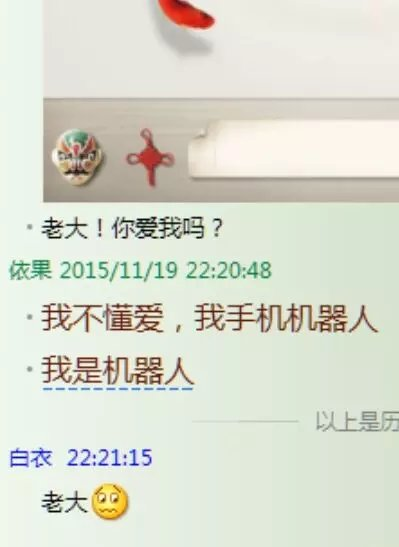 老大！你爱我吗？
依果 2015/11/19 22:20:48
我不懂爱，我手机机器人
我是机器人
以上是历
白衣 22:21:15
老大